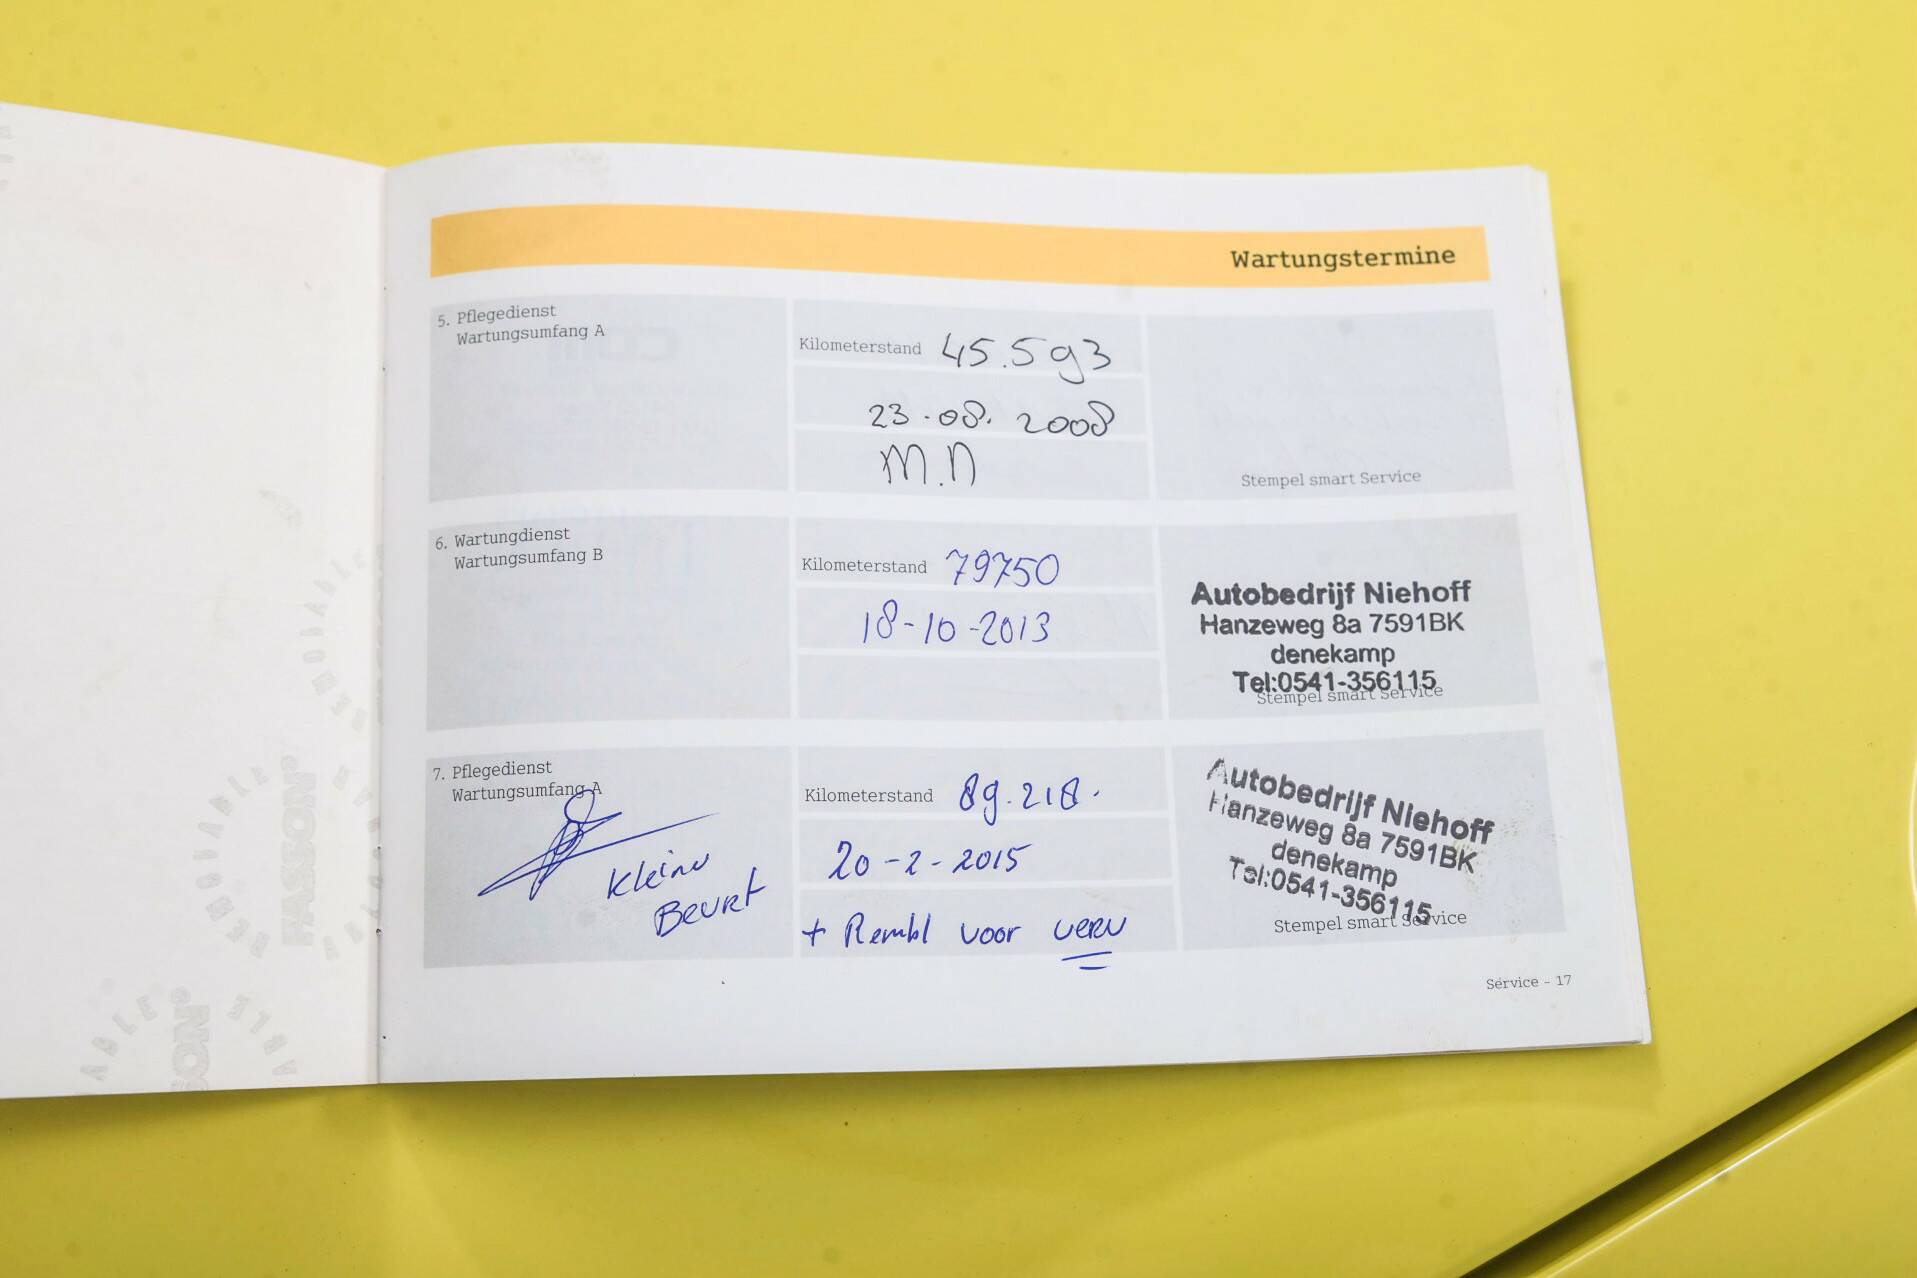 Wartungstermine
5. Pflegedienst
Wartungsumfang A
Kilometerstand 45.593
23.08.2008
M.N
Stempel smart Service
6. Wartungdienst
Wartungsumfang B
Kilometerstand 79750
18-10-2013
Autobedrijf Niehoff
Hanzeweg 8a 7591BK
denekamp
Tel:0541-356115
Stempel smart Service
7. Pflegedienst
Wartungsumfang A
Kleine
Beurt
Kilometerstand 89.218.
20-2-2015
+ Rembl voor verv
Autobedrijf Niehoff
Hanzeweg 8a 7591BK
denekamp
Tel:0541-356115
Stempel smart Service
Service - 17
FASSON
REMOVABLE